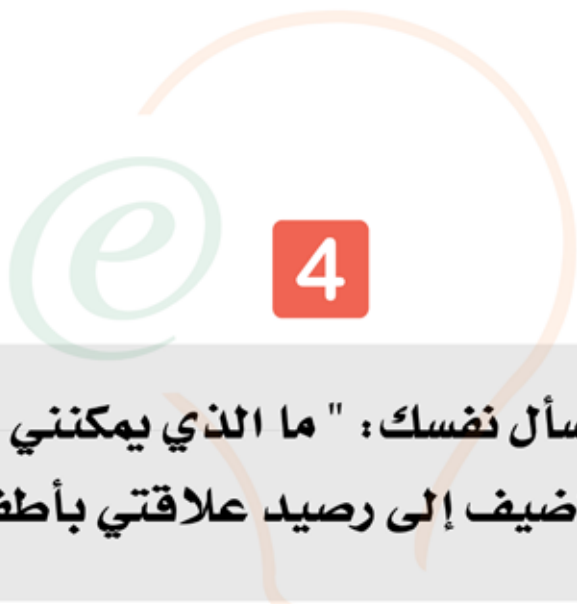 4
سأل نفسك: " ما الذي يمكنني
ضيف إلى رصيد علاقتي بأطف